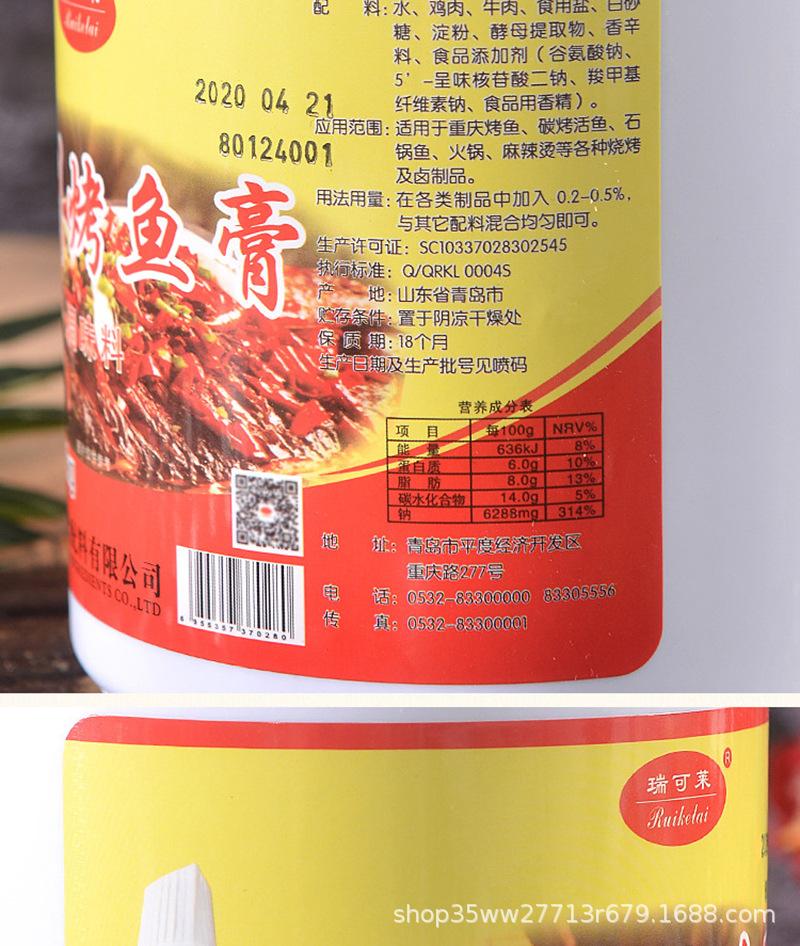 Ruikelai
配 料: 水、鸡肉、牛肉、食用盐、白砂
糖、淀粉、酵母提取物、香辛
料、食品添加剂（谷氨酸钠、
5’-呈味核苷酸二钠、羧甲基
纤维素钠、食品用香精）。
2020 04 21
80124001
应用范围: 适用于重庆烤鱼、碳烤活鱼、石
锅鱼、火锅、麻辣烫等各种烧烤
及卤制品。
用法用量: 在各类制品中加入 0.2-0.5%,
与其它配料混合均匀即可。
生产许可证: SC10337028302545
执行标准: Q/QRKL 0004S
产 地: 山东省青岛市
贮存条件: 置于阴凉干燥处
保 质 期: 18个月
生产日期及生产批号见喷码
烤鱼膏
味料
营养成分表
项 目 每100g NRV%
能 量 636kJ 8%
蛋白质 6.0g 10%
脂 肪 8.0g 13%
碳水化合物 14.0g 5%
钠 6288mg 314%
地 址: 青岛市平度经济开发区
重庆路277号
电 话: 0532-83300000 83305556
传 真: 0532-83300001
料有限公司
EDIENTS CO.,LTD
6 955357 370280
瑞可莱
®
Ruikelai
shop35ww27713r679.1688.com